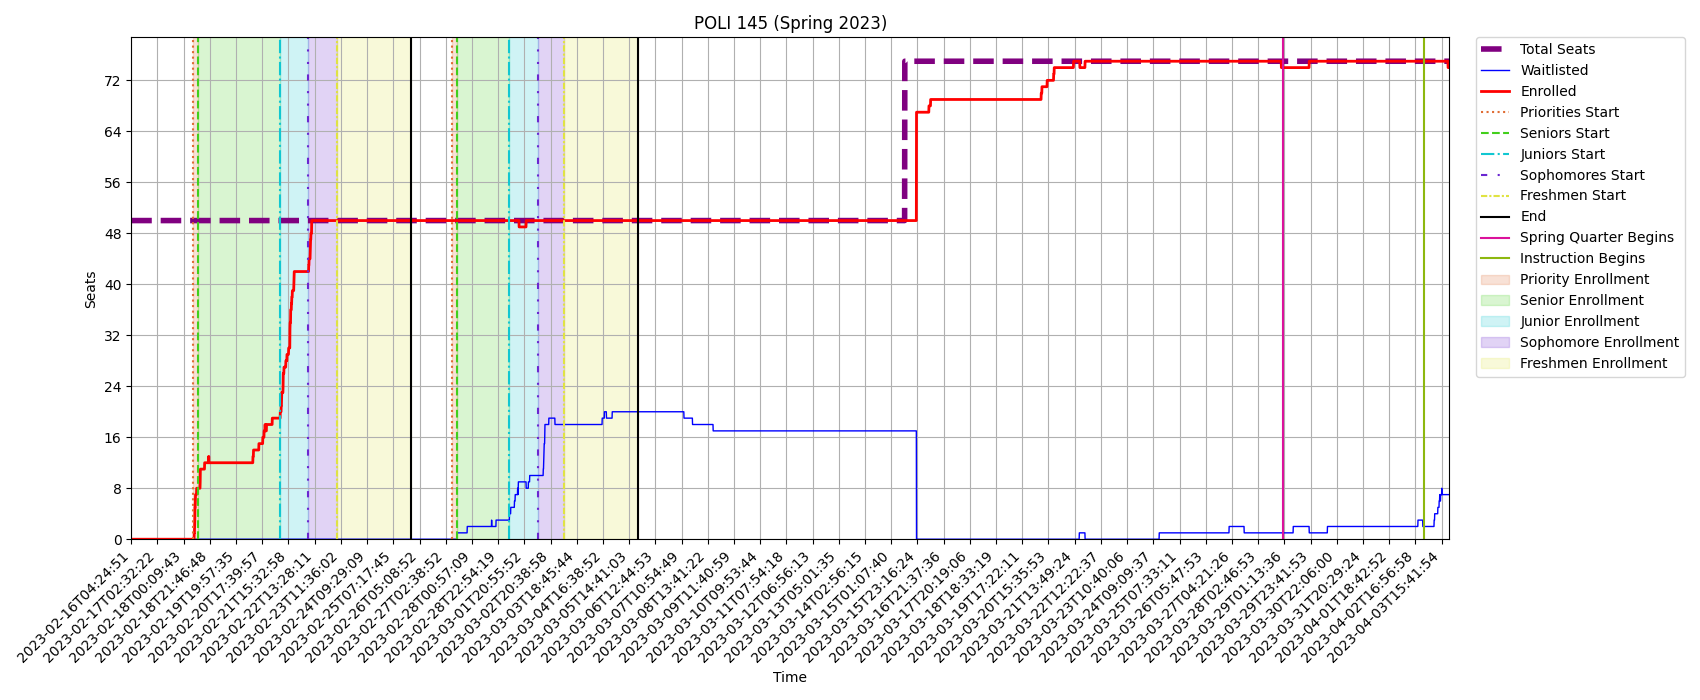 POLI 145 (Spring 2023)
Seats
72
64
56
48
40
32
24
16
8
0
2023-02-16T04:24:51
2023-02-17T02:32:22
2023-02-18T00:09:43
2023-02-18T21:46:48
2023-02-19T19:57:35
2023-02-20T17:39:57
2023-02-21T15:32:58
2023-02-22T13:28:11
2023-02-23T11:36:02
2023-02-24T09:29:09
2023-02-25T07:17:45
2023-02-26T05:08:52
2023-02-27T02:38:52
2023-02-28T00:57:09
2023-02-28T22:54:19
2023-03-01T20:55:52
2023-03-02T20:38:58
2023-03-03T18:45:44
2023-03-04T16:38:52
2023-03-05T14:41:03
2023-03-06T12:44:53
2023-03-07T10:54:49
2023-03-08T13:41:22
2023-03-09T11:40:59
2023-03-10T09:53:44
2023-03-11T07:54:18
2023-03-12T06:56:13
2023-03-13T05:01:35
2023-03-14T02:56:15
2023-03-15T01:07:40
2023-03-15T23:16:24
2023-03-16T21:37:36
2023-03-17T20:19:06
2023-03-18T18:33:19
2023-03-19T17:22:11
2023-03-20T15:35:53
2023-03-21T13:49:24
2023-03-22T12:22:37
2023-03-23T10:40:06
2023-03-24T09:09:37
2023-03-25T07:33:11
2023-03-26T05:47:53
2023-03-27T04:21:26
2023-03-28T02:46:53
2023-03-29T01:13:36
2023-03-29T23:41:53
2023-03-30T22:06:00
2023-03-31T20:29:24
2023-04-01T18:42:52
2023-04-02T16:56:58
2023-04-03T15:41:54
Time
Total Seats
Waitlisted
Enrolled
Priorities Start
Seniors Start
Juniors Start
Sophomores Start
Freshmen Start
End
Spring Quarter Begins
Instruction Begins
Priority Enrollment
Senior Enrollment
Junior Enrollment
Sophomore Enrollment
Freshmen Enrollment